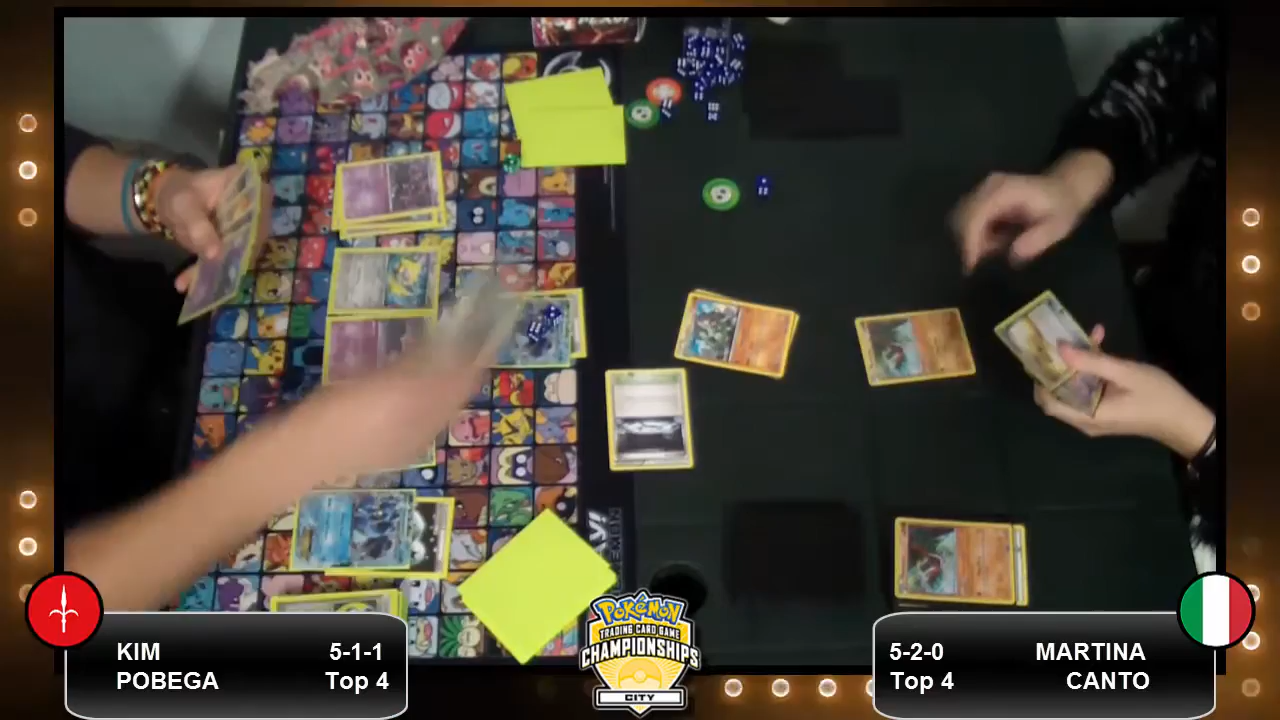 KIM
POBEGA
5-1-1
Top 4
Pokémon
TRADING CARD GAME
CHAMPIONSHIPS
CITY
5-2-0
Top 4
MARTINA
CANTO